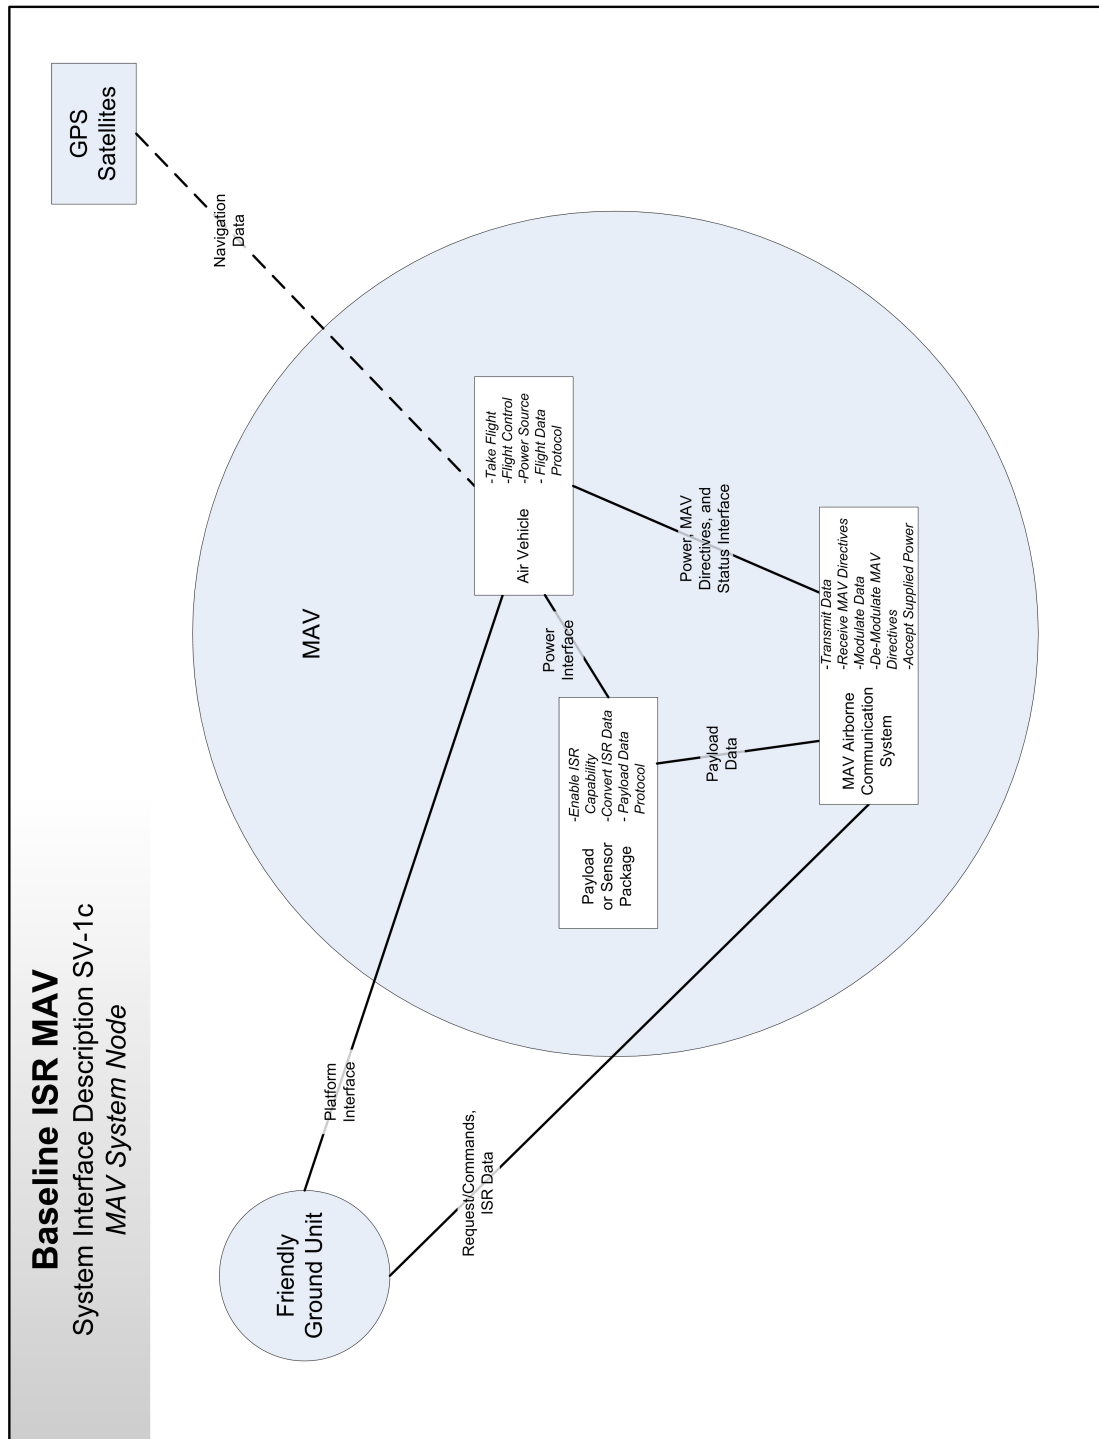 Baseline ISR MAV
System Interface Description SV-1c
MAV System Node
GPS
Satellites
Navigation
Data
MAV
Friendly
Ground Unit
Platform
Interface
Request/Commands,
ISR Data
Air Vehicle
-Take Flight
-Flight Control
-Power Source
- Flight Data
Protocol
Power
Interface
Power, MAV
Directives, and
Status Interface
Payload
or Sensor
Package
-Enable ISR
Capability
-Convert ISR Data
- Payload Data
Protocol
Payload
Data
MAV Airborne
Communication
System
-Transmit Data
-Receive MAV Directives
-Modulate Data
-De-Modulate MAV
Directives
-Accept Supplied Power